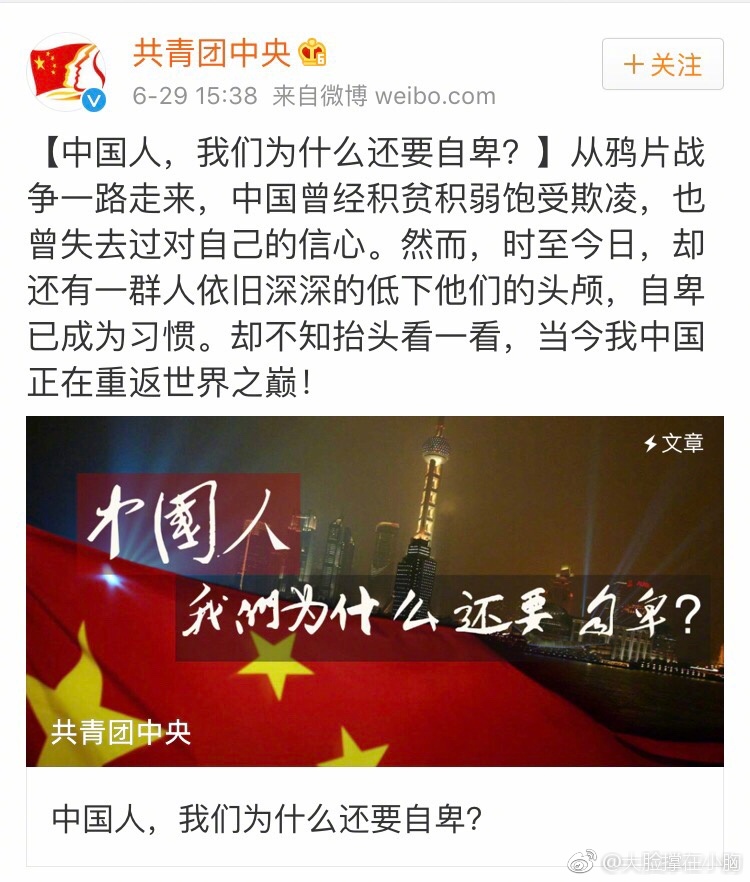 共青团中央
+关注
6-29 15:38 来自微博 weibo.com
【中国人，我们为什么还要自卑？】从鸦片战
争一路走来，中国曾经积贫积弱饱受欺凌，也
曾失去过对自己的信心。然而，时至今日，却
还有一群人依旧深深的低下他们的头颅，自卑
已成为习惯。却不知抬头看一看，当今我中国
正在重返世界之巅！
文章
中國人
我們为什么还要自卑?
共青团中央
中国人，我们为什么还要自卑？
@大脸撑在小胸